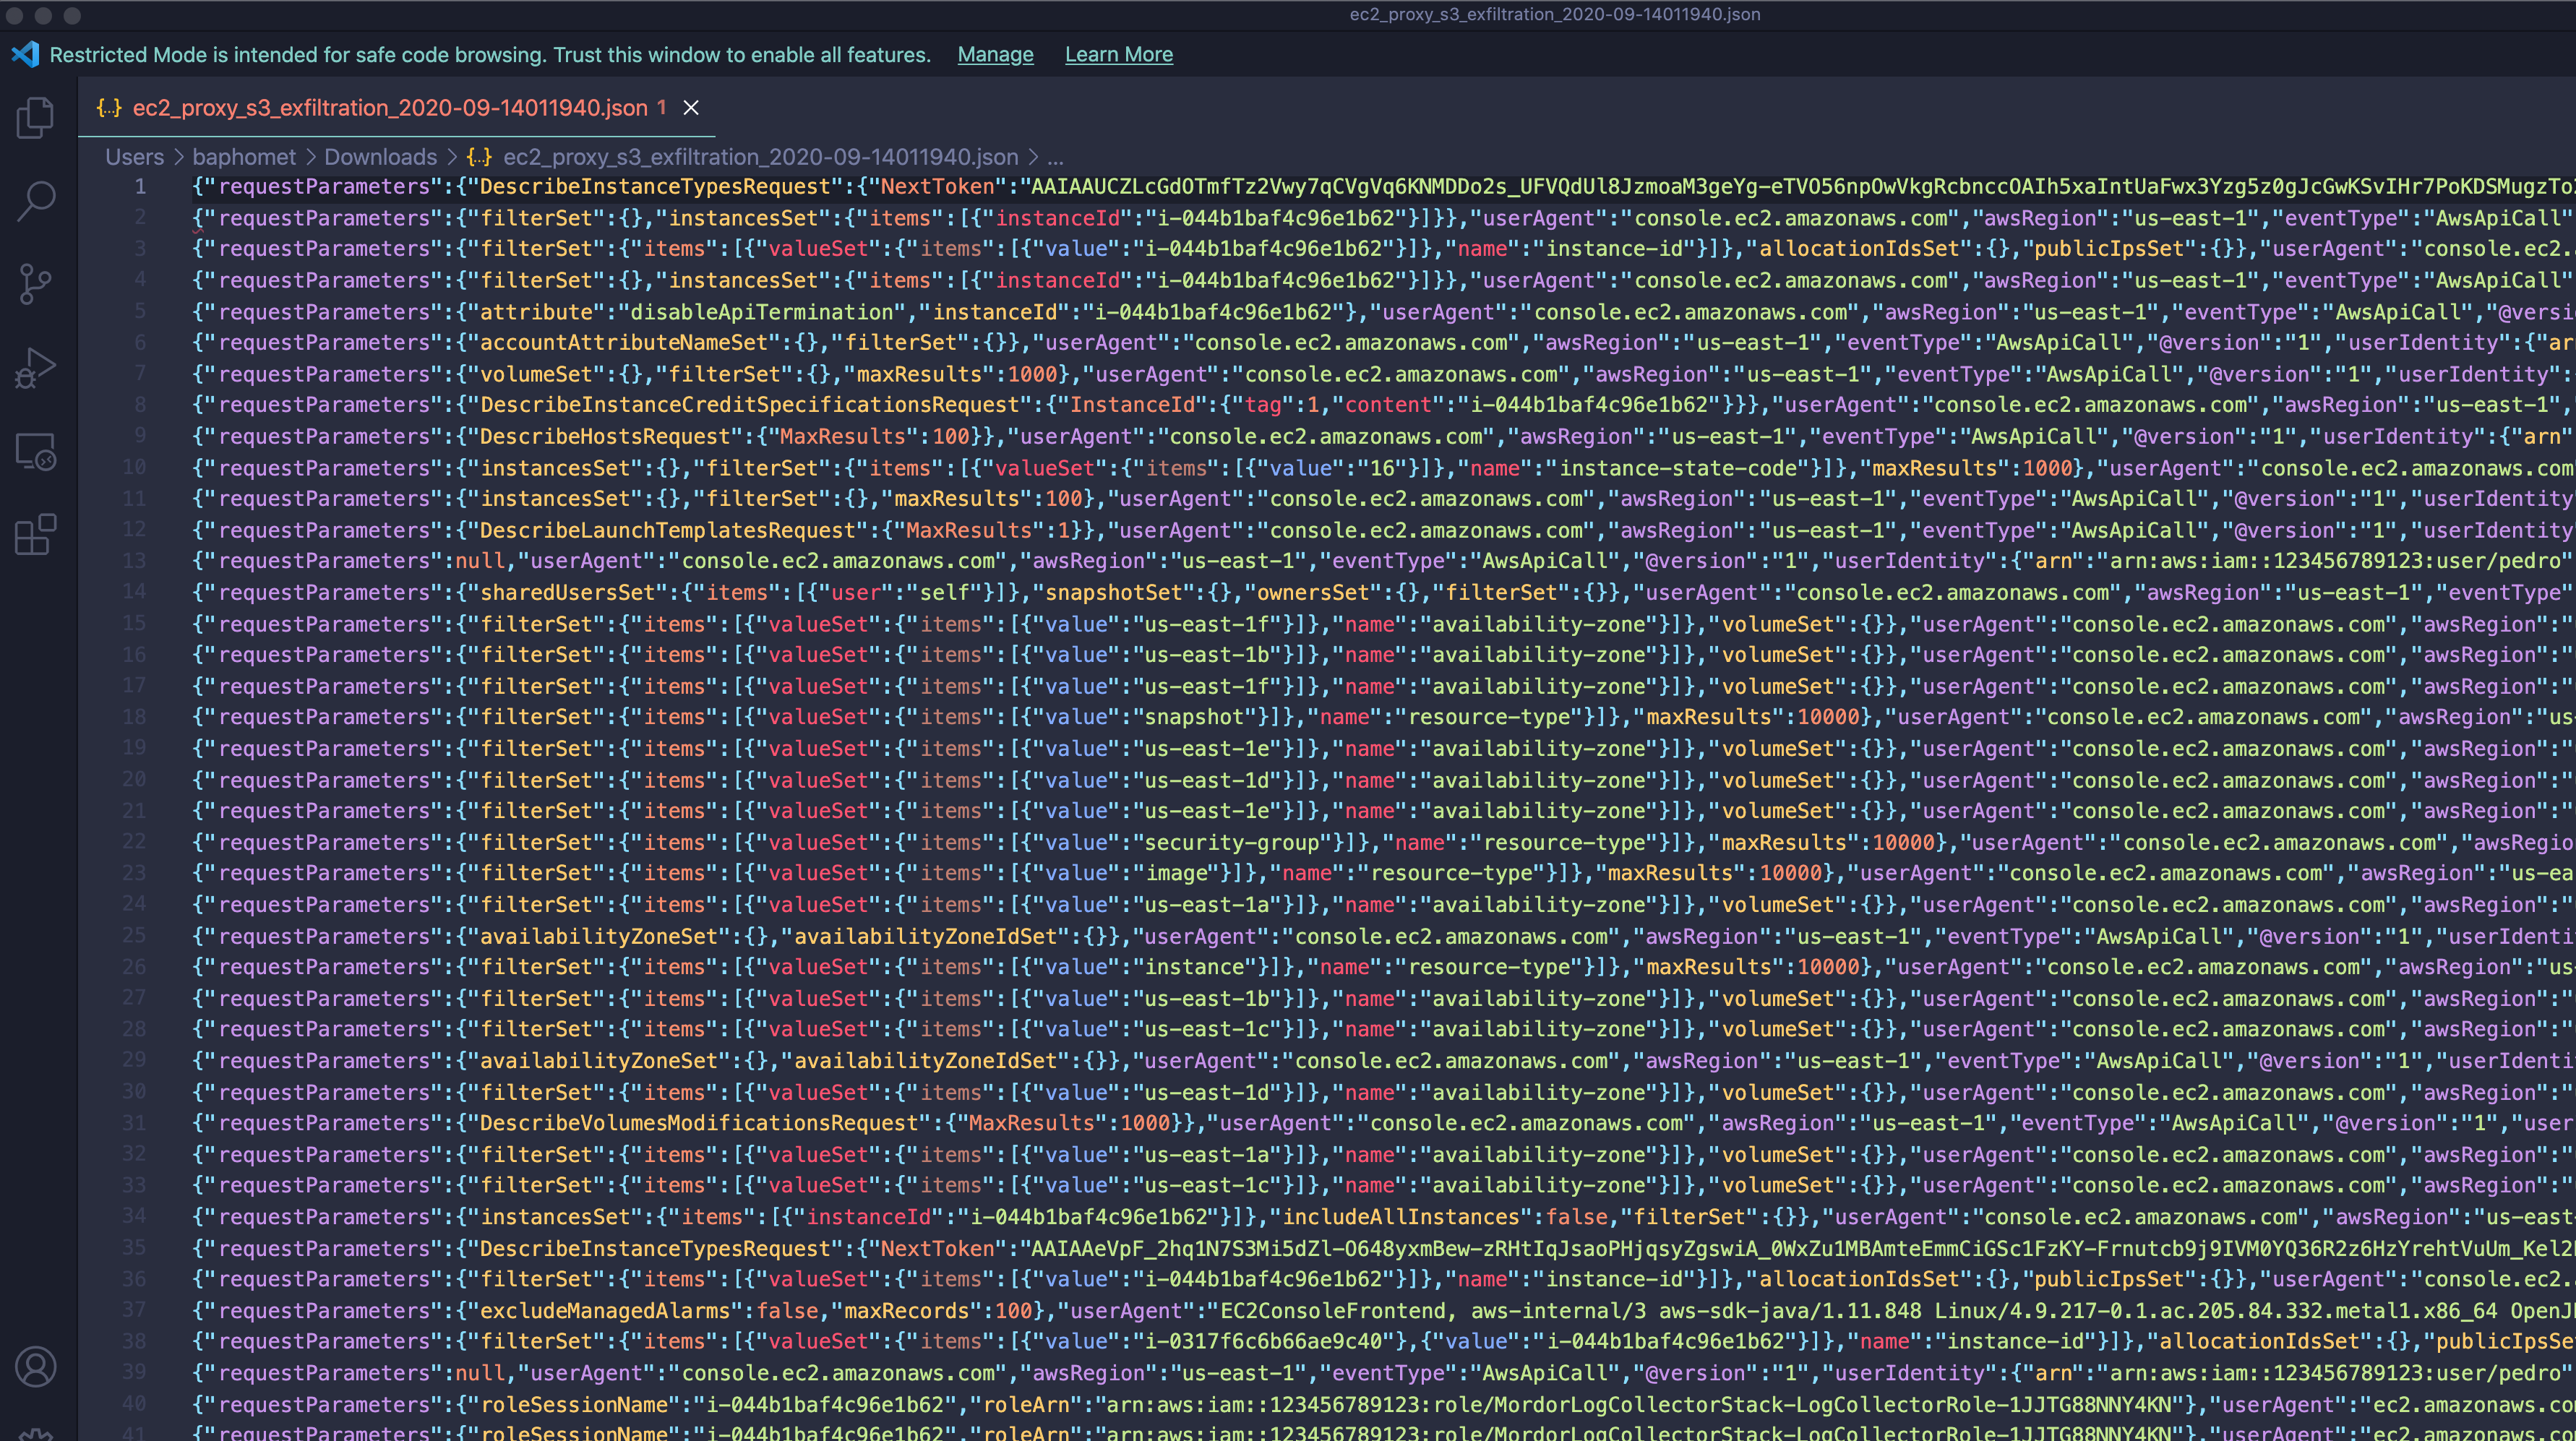 ec2_proxy_s3_exfiltration_2020-09-14011940.json
Restricted Mode is intended for safe code browsing. Trust this window to enable all features. Manage Learn More
{..} ec2_proxy_s3_exfiltration_2020-09-14011940.json 1
Users > baphomet > Downloads > {..} ec2_proxy_s3_exfiltration_2020-09-14011940.json > ...
1 {"requestParameters":{"DescribeInstanceTypesRequest":{"NextToken":
2 {"requestParameters":{"filterSet":{},"instancesSet":{"items":[{"instanceId":"i-044b1baf4c96e1b62"}]}},"userAgent":"console.ec2.amazonaws.com","awsRegion":"us-east-1","eventType":"AwsApiCall"
3 {"requestParameters":{"filterSet":{"items":[{"valueSet":{"items":[{"value":"i-044b1baf4c96e1b62"}]},"name":"instance-id"}]},"allocationIdsSet":{},"publicIpsSet":{}},"userAgent":"console.ec2.
4 {"requestParameters":{"filterSet":{},"instancesSet":{"items":[{"instanceId":"i-044b1baf4c96e1b62"}]}},"userAgent":"console.ec2.amazonaws.com","awsRegion":"us-east-1","eventType":"AwsApiCall"
5 {"requestParameters":{"attribute":"disableApiTermination","instanceId":"i-044b1baf4c96e1b62"},"userAgent":"console.ec2.amazonaws.com","awsRegion":"us-east-1","eventType":"AwsApiCall","@versi
6 {"requestParameters":{"accountAttributeNameSet":{},"filterSet":{}},"userAgent":"console.ec2.amazonaws.com","awsRegion":"us-east-1","eventType":"AwsApiCall","@version":"1","userIdentity":{"ar
7 {"requestParameters":{"volumeSet":{},"filterSet":{},"maxResults":1000},"userAgent":"console.ec2.amazonaws.com","awsRegion":"us-east-1","eventType":"AwsApiCall","@version":"1","userIdentity":
8 {"requestParameters":{"DescribeInstanceCreditSpecificationsRequest":{"InstanceId":{"tag":1,"content":"i-044b1baf4c96e1b62"}}},"userAgent":"console.ec2.amazonaws.com","awsRegion":"us-east-1",
9 {"requestParameters":{"DescribeHostsRequest":{"MaxResults":100}},"userAgent":"console.ec2.amazonaws.com","awsRegion":"us-east-1","eventType":"AwsApiCall","@version":"1","userIdentity":{"arn"
10 {"requestParameters":{"instancesSet":{},"filterSet":{"items":[{"valueSet":{"items":[{"value":"16"}]},"name":"instance-state-code"}]},"maxResults":1000},"userAgent":"console.ec2.amazonaws.com
11 {"requestParameters":{"instancesSet":{},"filterSet":{},"maxResults":100},"userAgent":"console.ec2.amazonaws.com","awsRegion":"us-east-1","eventType":"AwsApiCall","@version":"1","userIdentity
12 {"requestParameters":{"DescribeLaunchTemplatesRequest":{"MaxResults":1}},"userAgent":"console.ec2.amazonaws.com","awsRegion":"us-east-1","eventType":"AwsApiCall","@version":"1","userIdentity
13 {"requestParameters":null,"userAgent":"console.ec2.amazonaws.com","awsRegion":"us-east-1","eventType":"AwsApiCall","@version":"1","userIdentity":{"arn":"arn:aws:iam::123456789123:user/pedro"
14 {"requestParameters":{"sharedUsersSet":{"items":[{"user":"self"}]},"snapshotSet":{},"ownersSet":{},"filterSet":{}},"userAgent":"console.ec2.amazonaws.com","awsRegion":"us-east-1","eventType"
15 {"requestParameters":{"filterSet":{"items":[{"valueSet":{"items":[{"value":"us-east-1f"}]},"name":"availability-zone"}]},"volumeSet":{}},"userAgent":"console.ec2.amazonaws.com","awsRegion":"
16 {"requestParameters":{"filterSet":{"items":[{"valueSet":{"items":[{"value":"us-east-1b"}]},"name":"availability-zone"}]},"volumeSet":{}},"userAgent":"console.ec2.amazonaws.com","awsRegion":"
17 {"requestParameters":{"filterSet":{"items":[{"valueSet":{"items":[{"value":"us-east-1f"}]},"name":"availability-zone"}]},"volumeSet":{}},"userAgent":"console.ec2.amazonaws.com","awsRegion":"
18 {"requestParameters":{"filterSet":{"items":[{"valueSet":{"items":[{"value":"snapshot"}]},"name":"resource-type"}]},"maxResults":10000},"userAgent":"console.ec2.amazonaws.com","awsRegion":"us
19 {"requestParameters":{"filterSet":{"items":[{"valueSet":{"items":[{"value":"us-east-1e"}]},"name":"availability-zone"}]},"volumeSet":{}},"userAgent":"console.ec2.amazonaws.com","awsRegion":"
20 {"requestParameters":{"filterSet":{"items":[{"valueSet":{"items":[{"value":"us-east-1d"}]},"name":"availability-zone"}]},"volumeSet":{}},"userAgent":"console.ec2.amazonaws.com","awsRegion":"
21 {"requestParameters":{"filterSet":{"items":[{"valueSet":{"items":[{"value":"us-east-1e"}]},"name":"availability-zone"}]},"volumeSet":{}},"userAgent":"console.ec2.amazonaws.com","awsRegion":"
22 {"requestParameters":{"filterSet":{"items":[{"valueSet":{"items":[{"value":"security-group"}]},"name":"resource-type"}]},"maxResults":10000},"userAgent":"console.ec2.amazonaws.com","awsRegio
23 {"requestParameters":{"filterSet":{"items":[{"valueSet":{"items":[{"value":"image"}]},"name":"resource-type"}]},"maxResults":10000},"userAgent":"console.ec2.amazonaws.com","awsRegion":"us-ea
24 {"requestParameters":{"filterSet":{"items":[{"valueSet":{"items":[{"value":"us-east-1a"}]},"name":"availability-zone"}]},"volumeSet":{}},"userAgent":"console.ec2.amazonaws.com","awsRegion":"
25 {"requestParameters":{"availabilityZoneSet":{},"availabilityZoneIdSet":{}},"userAgent":"console.ec2.amazonaws.com","awsRegion":"us-east-1","eventType":"AwsApiCall","@version":"1","userIdenti
26 {"requestParameters":{"filterSet":{"items":[{"valueSet":{"items":[{"value":"instance"}]},"name":"resource-type"}]},"maxResults":10000},"userAgent":"console.ec2.amazonaws.com","awsRegion":"us
27 {"requestParameters":{"filterSet":{"items":[{"valueSet":{"items":[{"value":"us-east-1b"}]},"name":"availability-zone"}]},"volumeSet":{}},"userAgent":"console.ec2.amazonaws.com","awsRegion":"
28 {"requestParameters":{"filterSet":{"items":[{"valueSet":{"items":[{"value":"us-east-1c"}]},"name":"availability-zone"}]},"volumeSet":{}},"userAgent":"console.ec2.amazonaws.com","awsRegion":"
29 {"requestParameters":{"availabilityZoneSet":{},"availabilityZoneIdSet":{}},"userAgent":"console.ec2.amazonaws.com","awsRegion":"us-east-1","eventType":"AwsApiCall","@version":"1","userIdenti
30 {"requestParameters":{"filterSet":{"items":[{"valueSet":{"items":[{"value":"us-east-1d"}]},"name":"availability-zone"}]},"volumeSet":{}},"userAgent":"console.ec2.amazonaws.com","awsRegion":"
31 {"requestParameters":{"DescribeVolumesModificationsRequest":{"MaxResults":1000}},"userAgent":"console.ec2.amazonaws.com","awsRegion":"us-east-1","eventType":"AwsApiCall","@version":"1","user
32 {"requestParameters":{"filterSet":{"items":[{"valueSet":{"items":[{"value":"us-east-1a"}]},"name":"availability-zone"}]},"volumeSet":{}},"userAgent":"console.ec2.amazonaws.com","awsRegion":"
33 {"requestParameters":{"filterSet":{"items":[{"valueSet":{"items":[{"value":"us-east-1c"}]},"name":"availability-zone"}]},"volumeSet":{}},"userAgent":"console.ec2.amazonaws.com","awsRegion":"
34 {"requestParameters":{"instancesSet":{"items":[{"instanceId":"i-044b1baf4c96e1b62"}]},"includeAllInstances":false,"filterSet":{}},"userAgent":"console.ec2.amazonaws.com","awsRegion":"us-east
35 {"requestParameters":{"DescribeInstanceTypesRequest":{"NextToken":
36 {"requestParameters":{"filterSet":{"items":[{"valueSet":{"items":[{"value":"i-044b1baf4c96e1b62"}]},"name":"instance-id"}]},"allocationIdsSet":{},"publicIpsSet":{}},"userAgent":"console.ec2.
37 {"requestParameters":{"excludeManagedAlarms":false,"maxRecords":100},"userAgent":"EC2ConsoleFrontend, aws-internal/3 aws-sdk-java/1.11.848 Linux/4.9.217-0.1.ac.205.84.332.metal1.x86_64 OpenJ
38 {"requestParameters":{"filterSet":{"items":[{"valueSet":{"items":[{"value":"i-0317f6c6b66ae9c40"},{"value":"i-044b1baf4c96e1b62"}]},"name":"instance-id"}]},"allocationIdsSet":{},"publicIpsSe
39 {"requestParameters":null,"userAgent":"console.ec2.amazonaws.com","awsRegion":"us-east-1","eventType":"AwsApiCall","@version":"1","userIdentity":{"arn":"arn:aws:iam::123456789123:user/pedro"
40 {"requestParameters":{"roleSessionName":"i-044b1baf4c96e1b62","roleArn":"arn:aws:iam::123456789123:role/MordorLogCollectorStack-LogCollectorRole-1JJTG88NNY4KN"},"userAgent":"ec2.amazonaws.co
41 {"requestParameters":{"roleSessionName":"i-044b1baf4c96e1b62","roleArn":"arn:aws:iam::123456789123:role/MordorLogCollectorStack-LogCollectorRole-1JJTG88NNY4KN"},"userAgent":"ec2.amazonaws.co